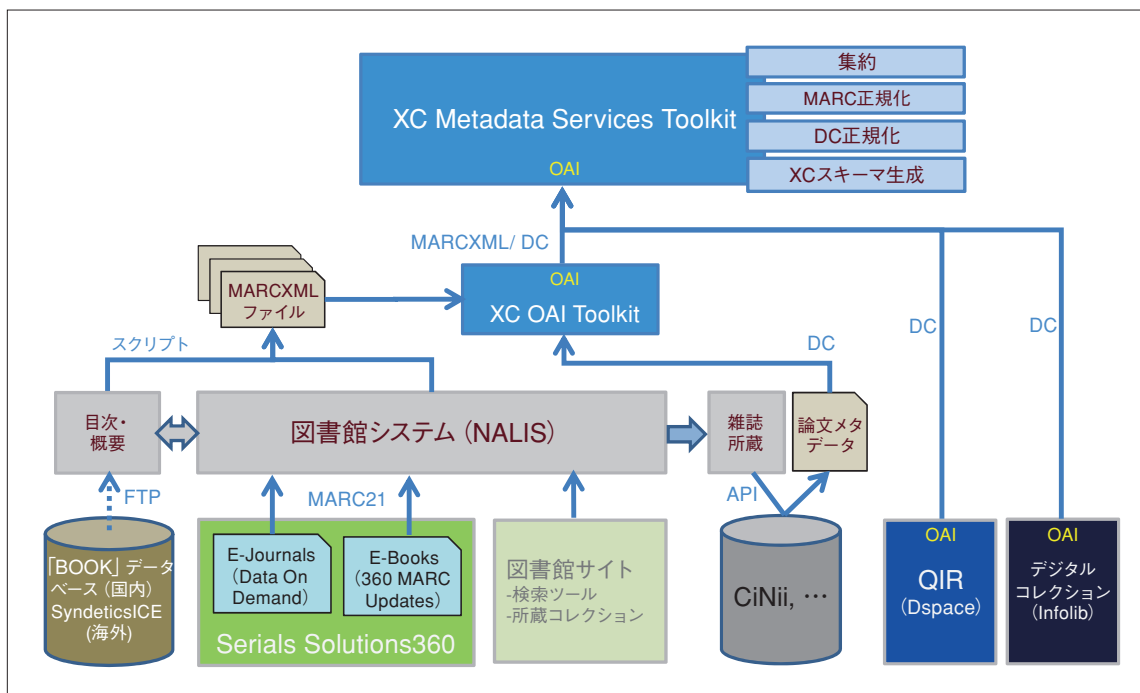 集約
MARC正規化
DC正規化
XCスキーマ生成
XC Metadata Services Toolkit
OAI
MARCXML/ DC
OAI
XC OAI Toolkit
MARCXML
ファイル
スクリプト
DC
DC
DC
目次・
概要
図書館システム（NALIS）
雑誌
所蔵
論文メタ
データ
FTP
MARC21
API
「BOOK」データ
ベース（国内）
SyndeticsICE
(海外)
E-Journals
(Data On
Demand)
E-Books
(360 MARC
Updates)
Serials Solutions360
図書館サイト
-検索ツール
-所蔵コレクション
CiNii, …
OAI
QIR
（Dspace）
OAI
デジタル
コレクション
（Infolib）